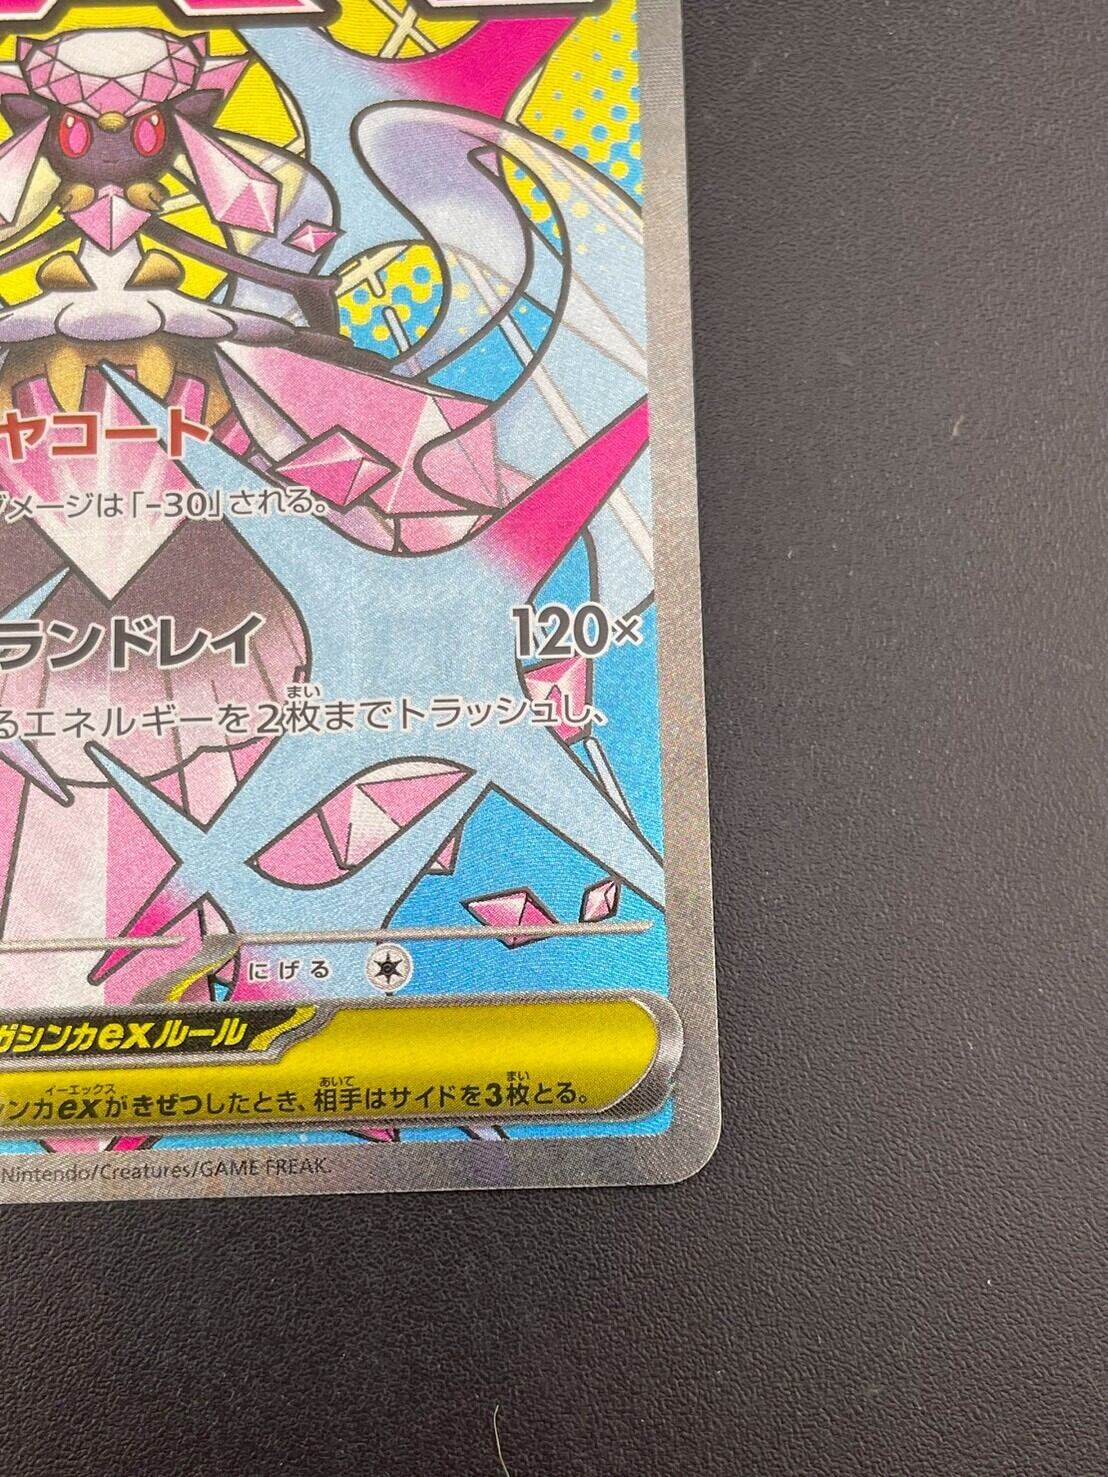 ヤコート
ダメージは「-30」される。
ランドレイ 120×
るエネルギーを2枚までトラッシュし、
まい
にげる
ガシンカexルール
イーエックス あいて まい
ンカexがきぜつしたとき、相手はサイドを3枚とる。
Nintendo/Creatures/GAME FREAK.